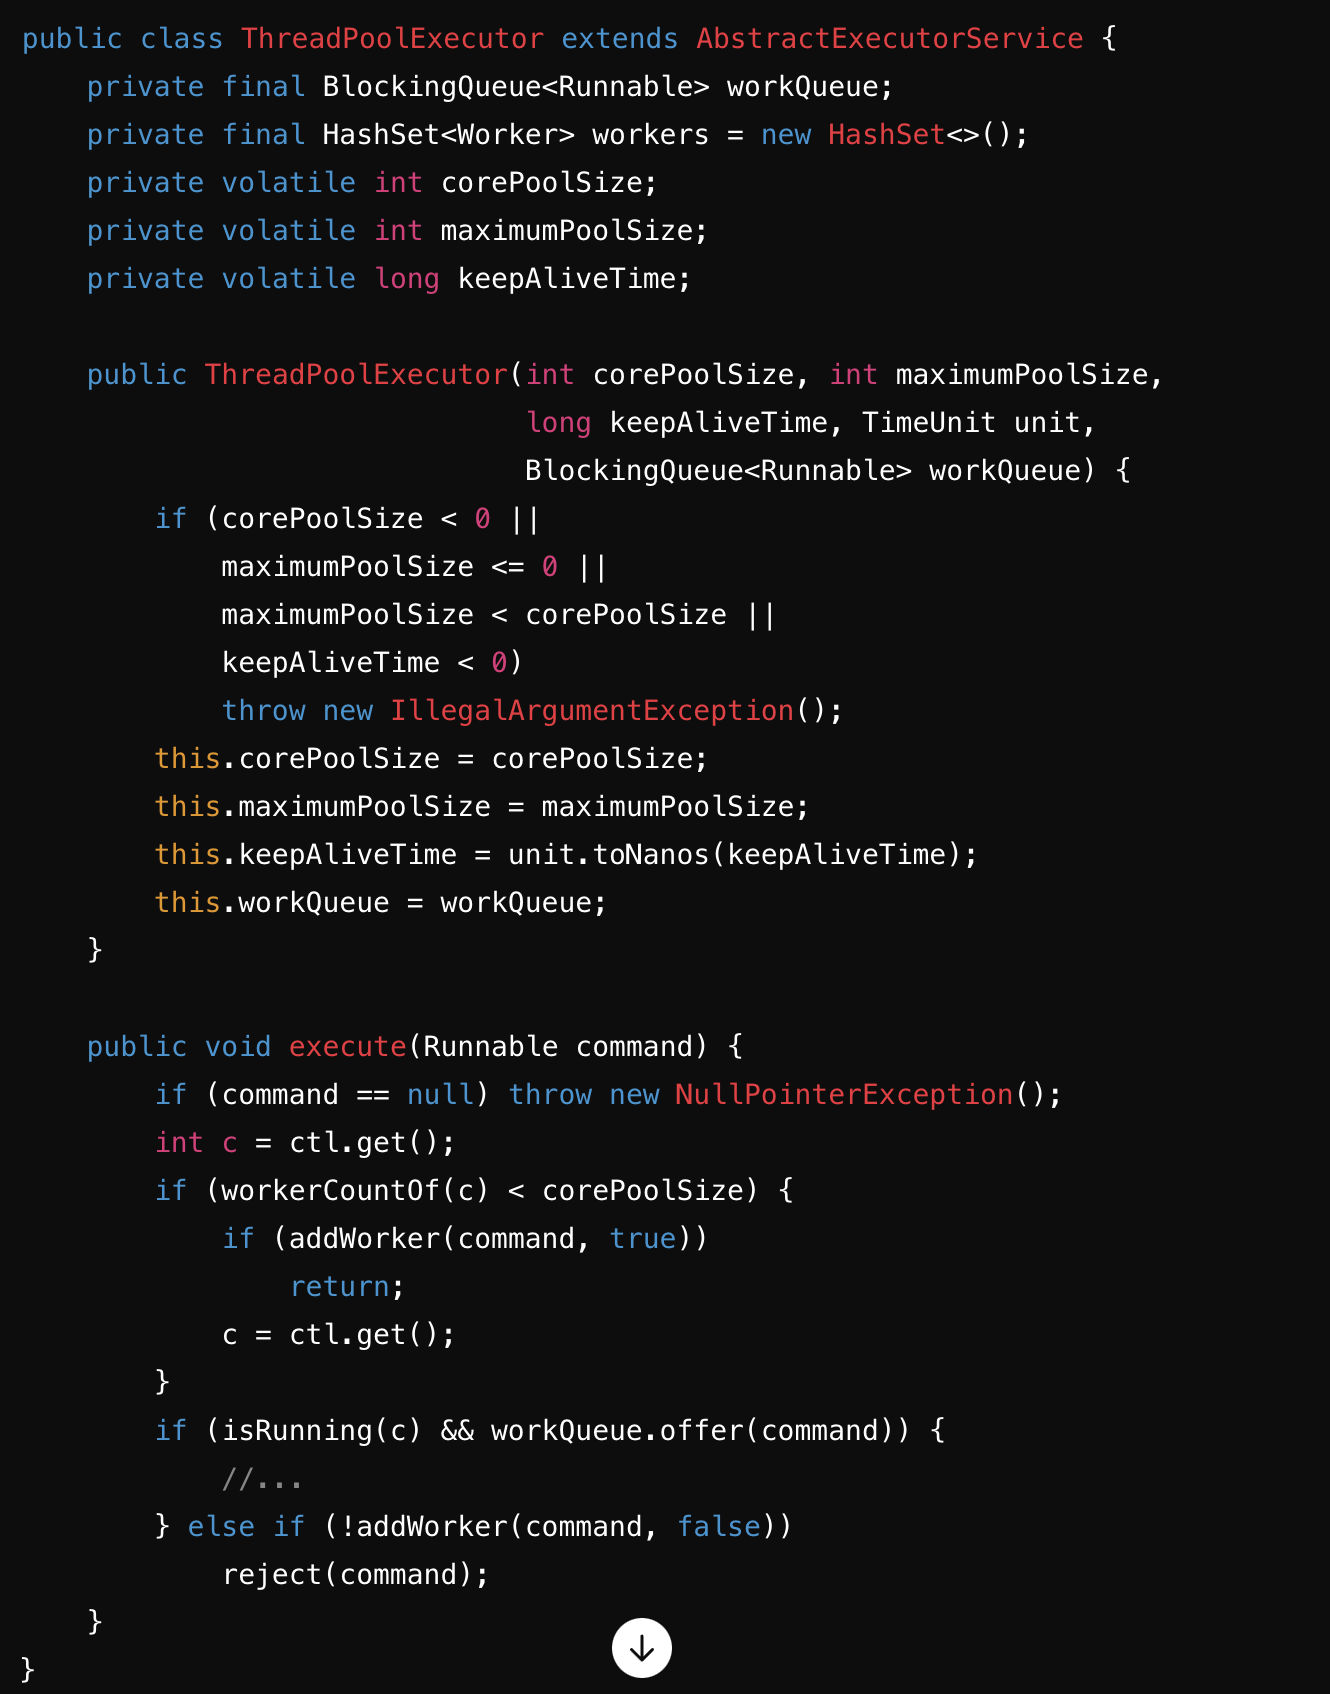 public class ThreadPoolExecutor extends AbstractExecutorService {
    private final BlockingQueue<Runnable> workQueue;
    private final HashSet<Worker> workers = new HashSet<>();
    private volatile int corePoolSize;
    private volatile int maximumPoolSize;
    private volatile long keepAliveTime;

    public ThreadPoolExecutor(int corePoolSize, int maximumPoolSize,
                              long keepAliveTime, TimeUnit unit,
                              BlockingQueue<Runnable> workQueue) {
        if (corePoolSize < 0 ||
            maximumPoolSize <= 0 ||
            maximumPoolSize < corePoolSize ||
            keepAliveTime < 0)
            throw new IllegalArgumentException();
        this.corePoolSize = corePoolSize;
        this.maximumPoolSize = maximumPoolSize;
        this.keepAliveTime = unit.toNanos(keepAliveTime);
        this.workQueue = workQueue;
    }

    public void execute(Runnable command) {
        if (command == null) throw new NullPointerException();
        int c = ctl.get();
        if (workerCountOf(c) < corePoolSize) {
            if (addWorker(command, true))
                return;
            c = ctl.get();
        }
        if (isRunning(c) && workQueue.offer(command)) {
            //...
        } else if (!addWorker(command, false))
            reject(command);
    }
}